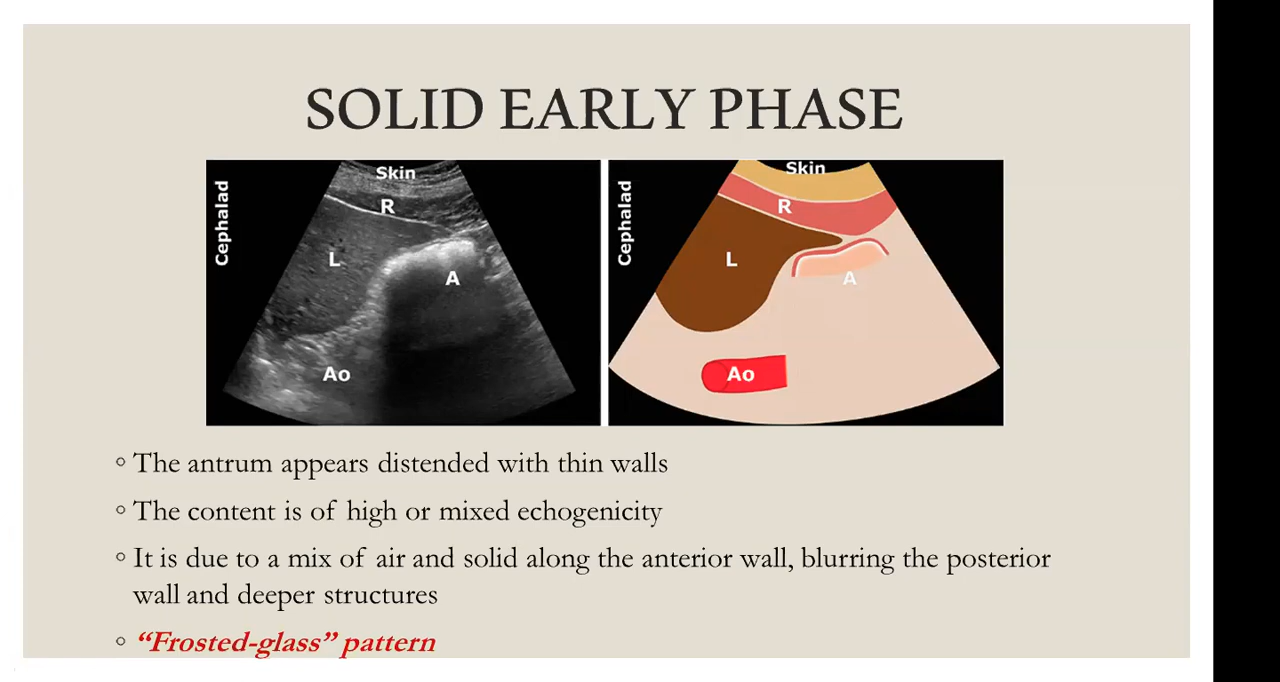 SOLID EARLY PHASE
Cephalad
Skin
R
L
A
Ao
Cephalad
Skin
R
L
A
Ao
◦ The antrum appears distended with thin walls
◦ The content is of high or mixed echogenicity
◦ It is due to a mix of air and solid along the anterior wall, blurring the posterior
wall and deeper structures
◦ “Frosted-glass” pattern